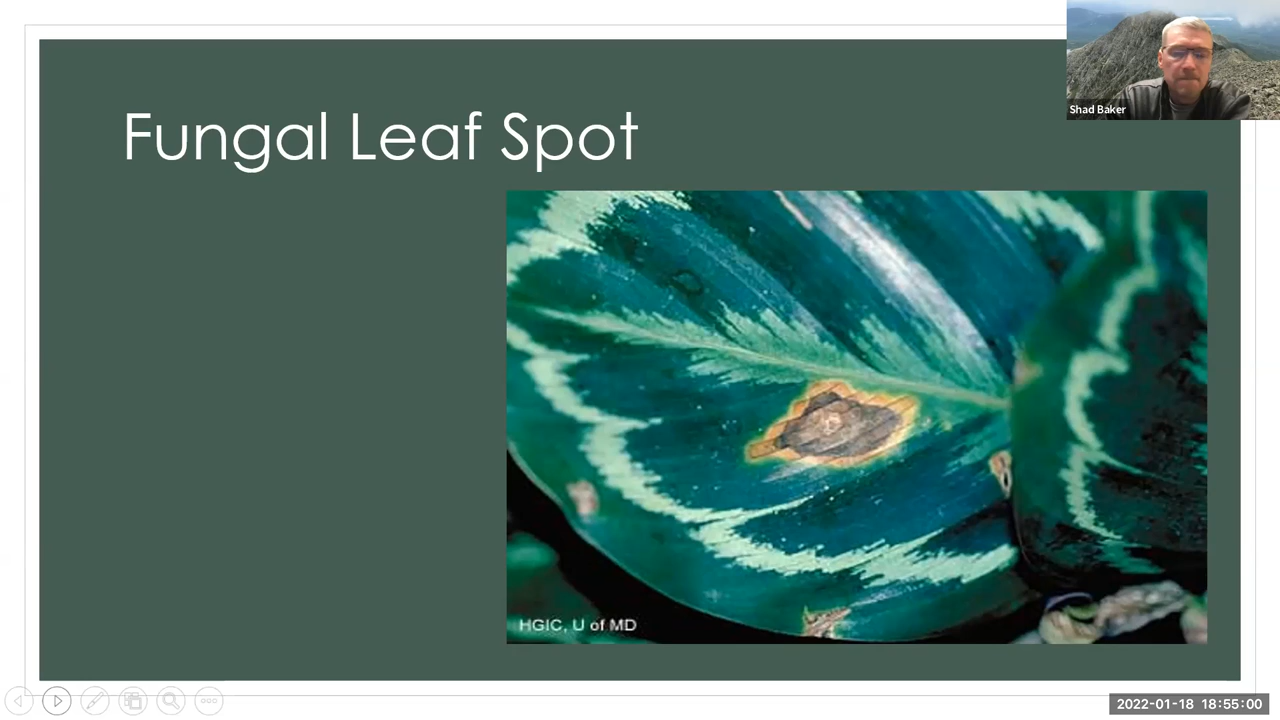 Shad Baker
Fungal Leaf Spot
HGIC, U of MD
2022-01-18 18:55:00